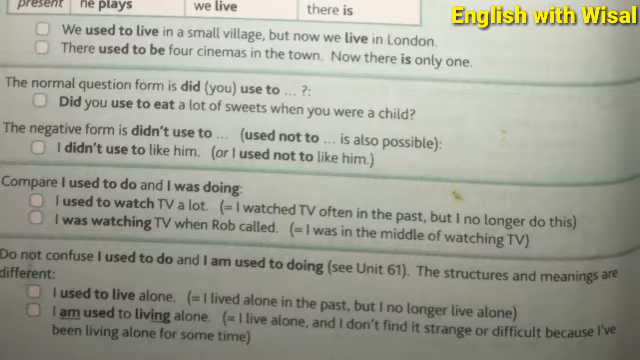 English with Wisal
present he plays we live there is
We used to live in a small village, but now we live in London.
There used to be four cinemas in the town. Now there is only one.
The normal question form is did (you) use to ... ?:
Did you use to eat a lot of sweets when you were a child?
The negative form is didn't use to ... (used not to ... is also possible):
I didn't use to like him. (or I used not to like him.)
Compare I used to do and I was doing:
I used to watch TV a lot. (= I watched TV often in the past, but I no longer do this)
I was watching TV when Rob called. (= I was in the middle of watching TV)
Do not confuse I used to do and I am used to doing (see Unit 61). The structures and meanings are
different:
I used to live alone. (= I lived alone in the past, but I no longer live alone)
I am used to living alone. (= I live alone, and I don't find it strange or difficult because I've
been living alone for some time)